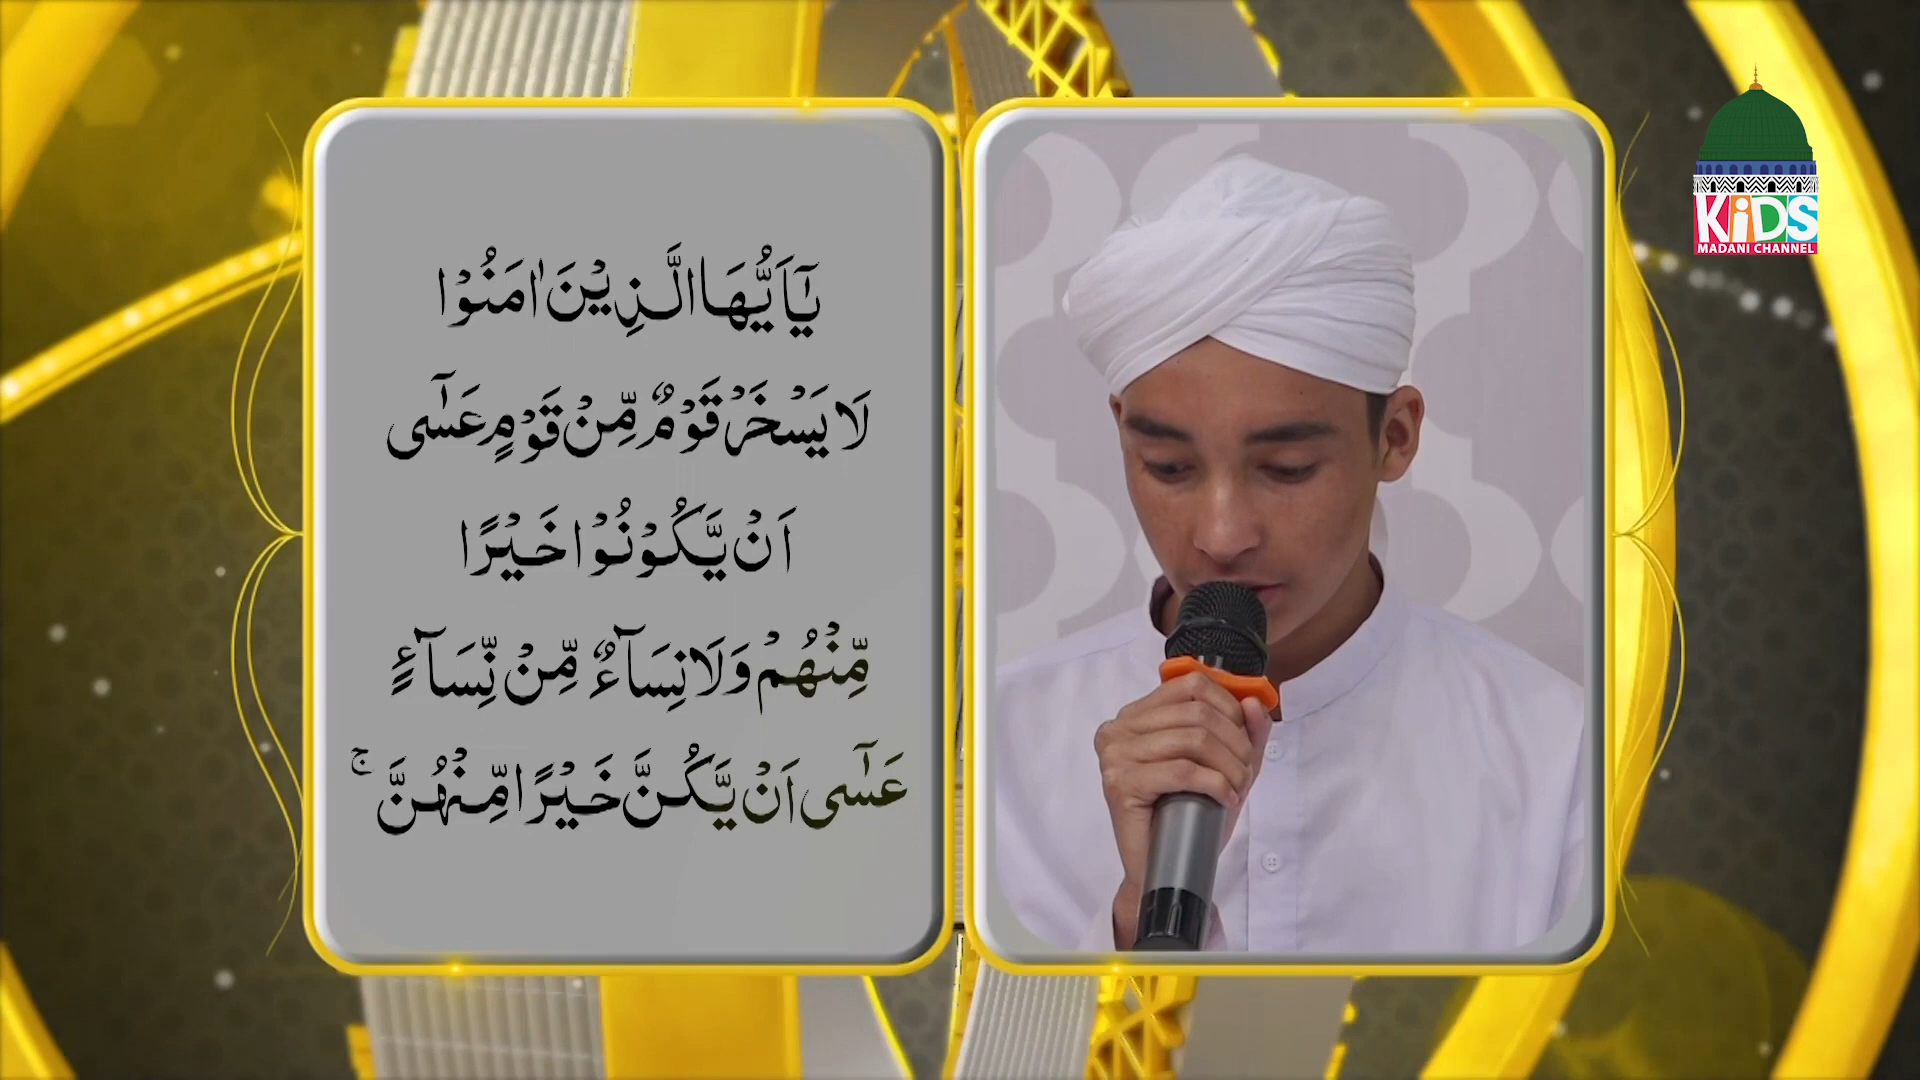 یٰۤاَیُّهَا الَّذِیْنَ اٰمَنُوْا
لَا یَسْخَرْ قَوْمٌ مِّنْ قَوْمٍ عَسٰۤی
اَنْ یَّكُوْنُوْا خَیْرًا
مِّنْهُمْ وَ لَا نِسَآءٌ مِّنْ نِّسَآءٍ
عَسٰۤی اَنْ یَّكُنَّ خَیْرًا مِّنْهُنَّۚ
KiDS
MADANI CHANNEL